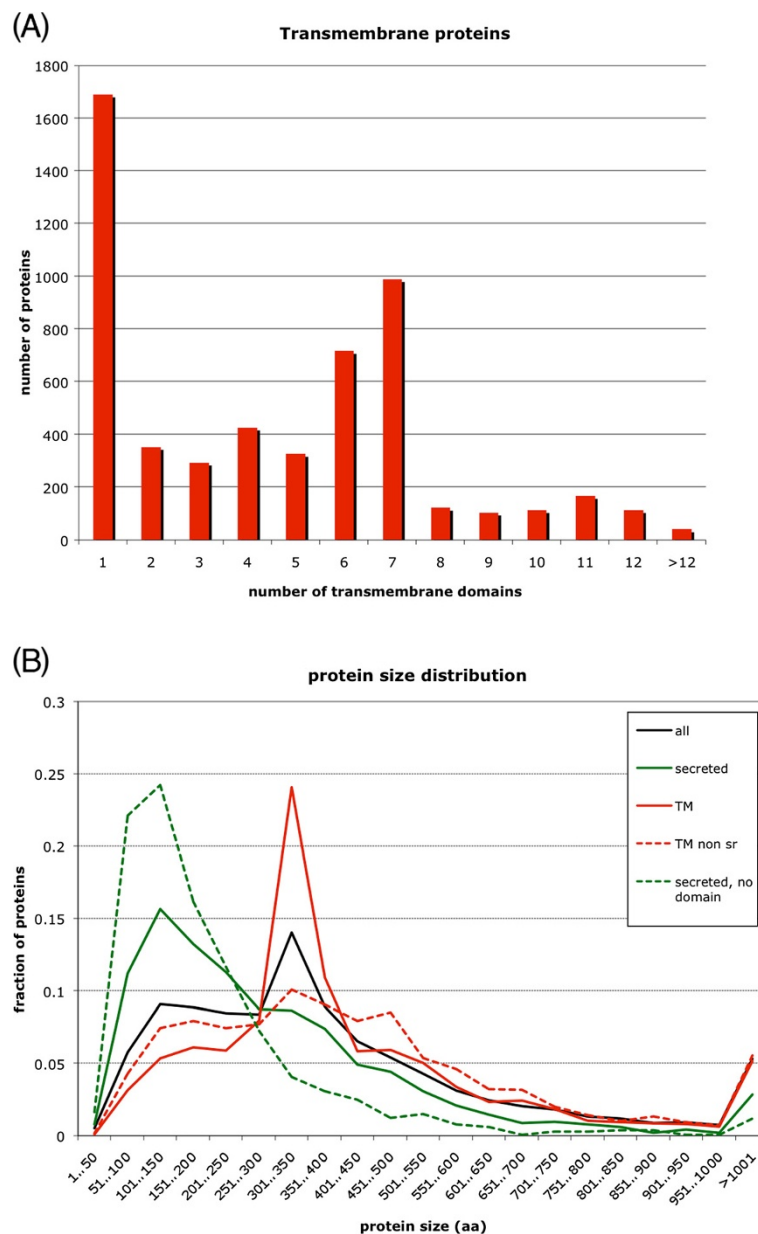 (A)
Transmembrane proteins
1800
1600
1400
1200
1000
800
600
400
200
0
number of proteins
1 2 3 4 5 6 7 8 9 10 11 12 >12
number of transmembrane domains
(B)
protein size distribution
0.3
0.25
0.2
0.15
0.1
0.05
0
fraction of proteins
all
secreted
TM
TM non sr
secreted, no
domain
1..50 51..100 101..150 151..200 201..250 251..300 301..350 351..400 401..450 451..500 501..550 551..600 601..650 651..700 701..750 751..800 801..850 851..900 901..950 951..1000 >1001
protein size (aa)